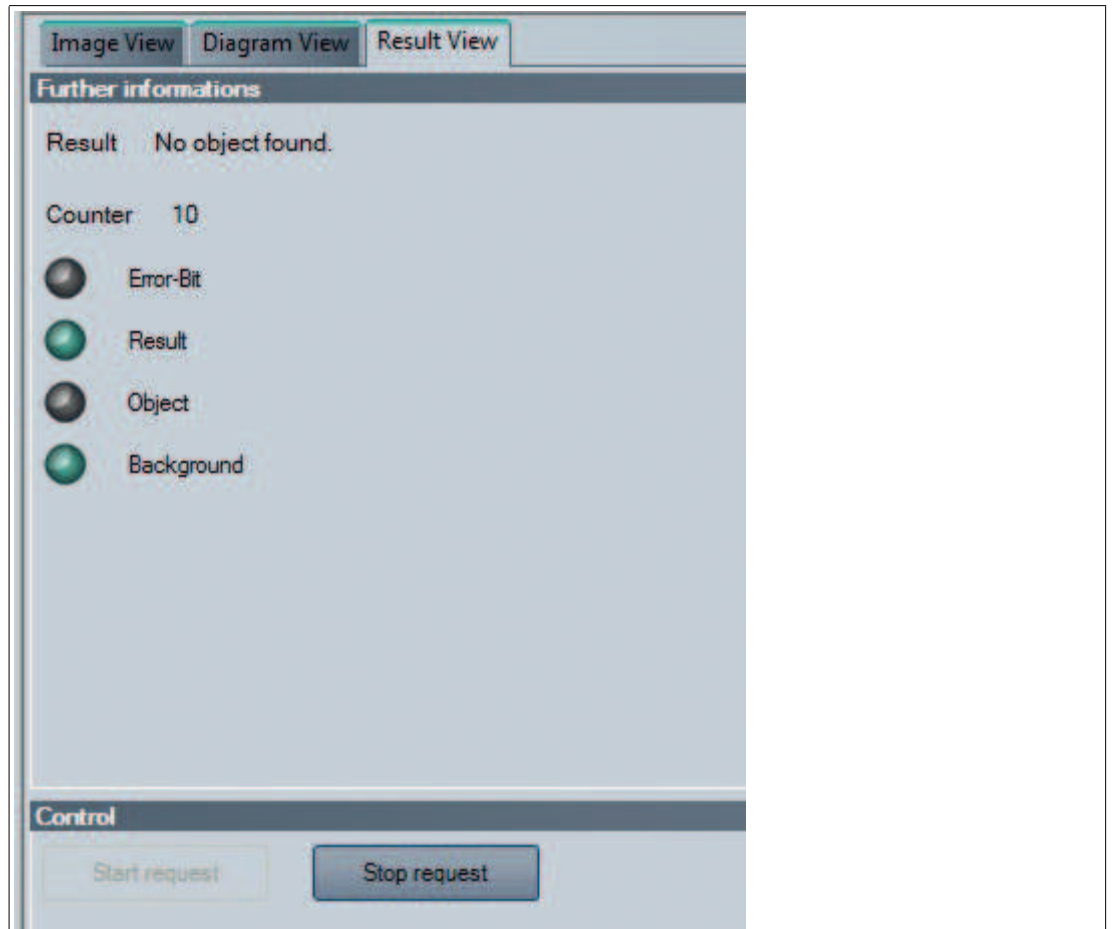 Image View Diagram View Result View
Further informations
Result No object found.
Counter 10
Error-Bit
Result
Object
Background
Control
Start request Stop request